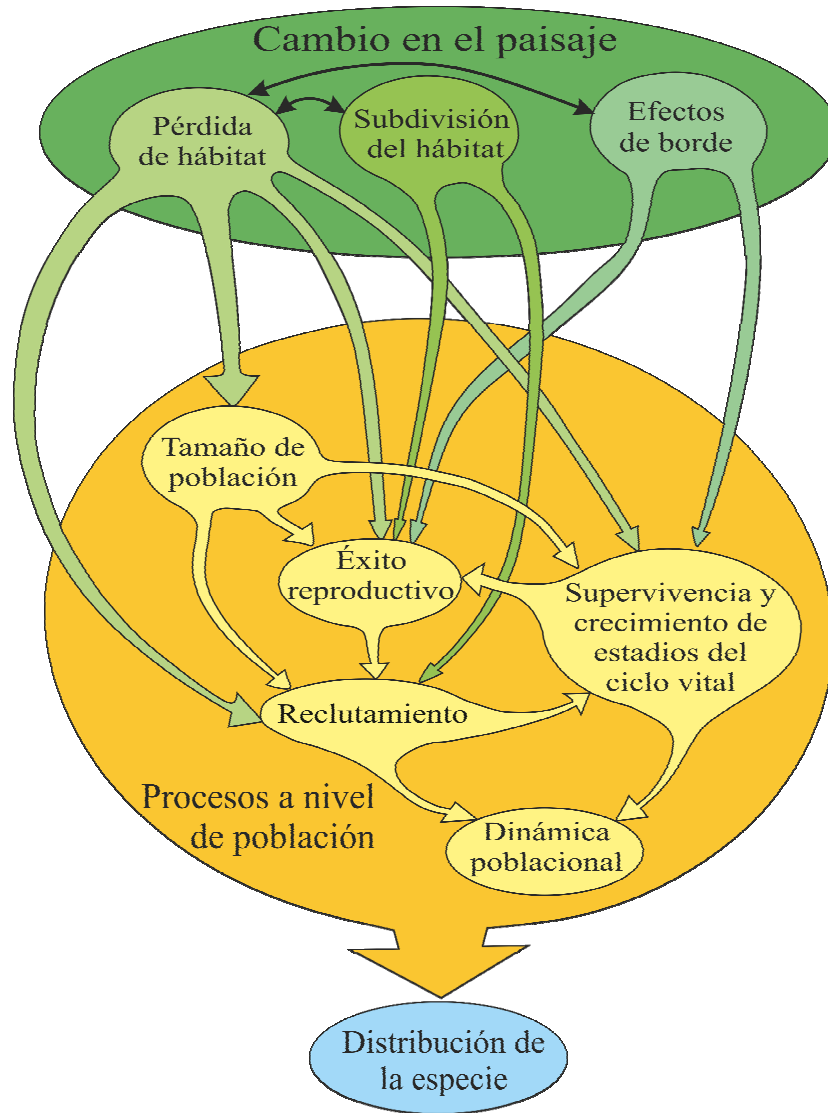 Cambio en el paisaje
Pérdida
de hábitat
Subdivisión
del hábitat
Efectos
de borde
Tamaño de
población
Éxito
reproductivo
Supervivencia y
crecimiento de
estadios del
ciclo vital
Reclutamiento
Procesos a nivel
de población
Dinámica
poblacional
Distribución de
la especie